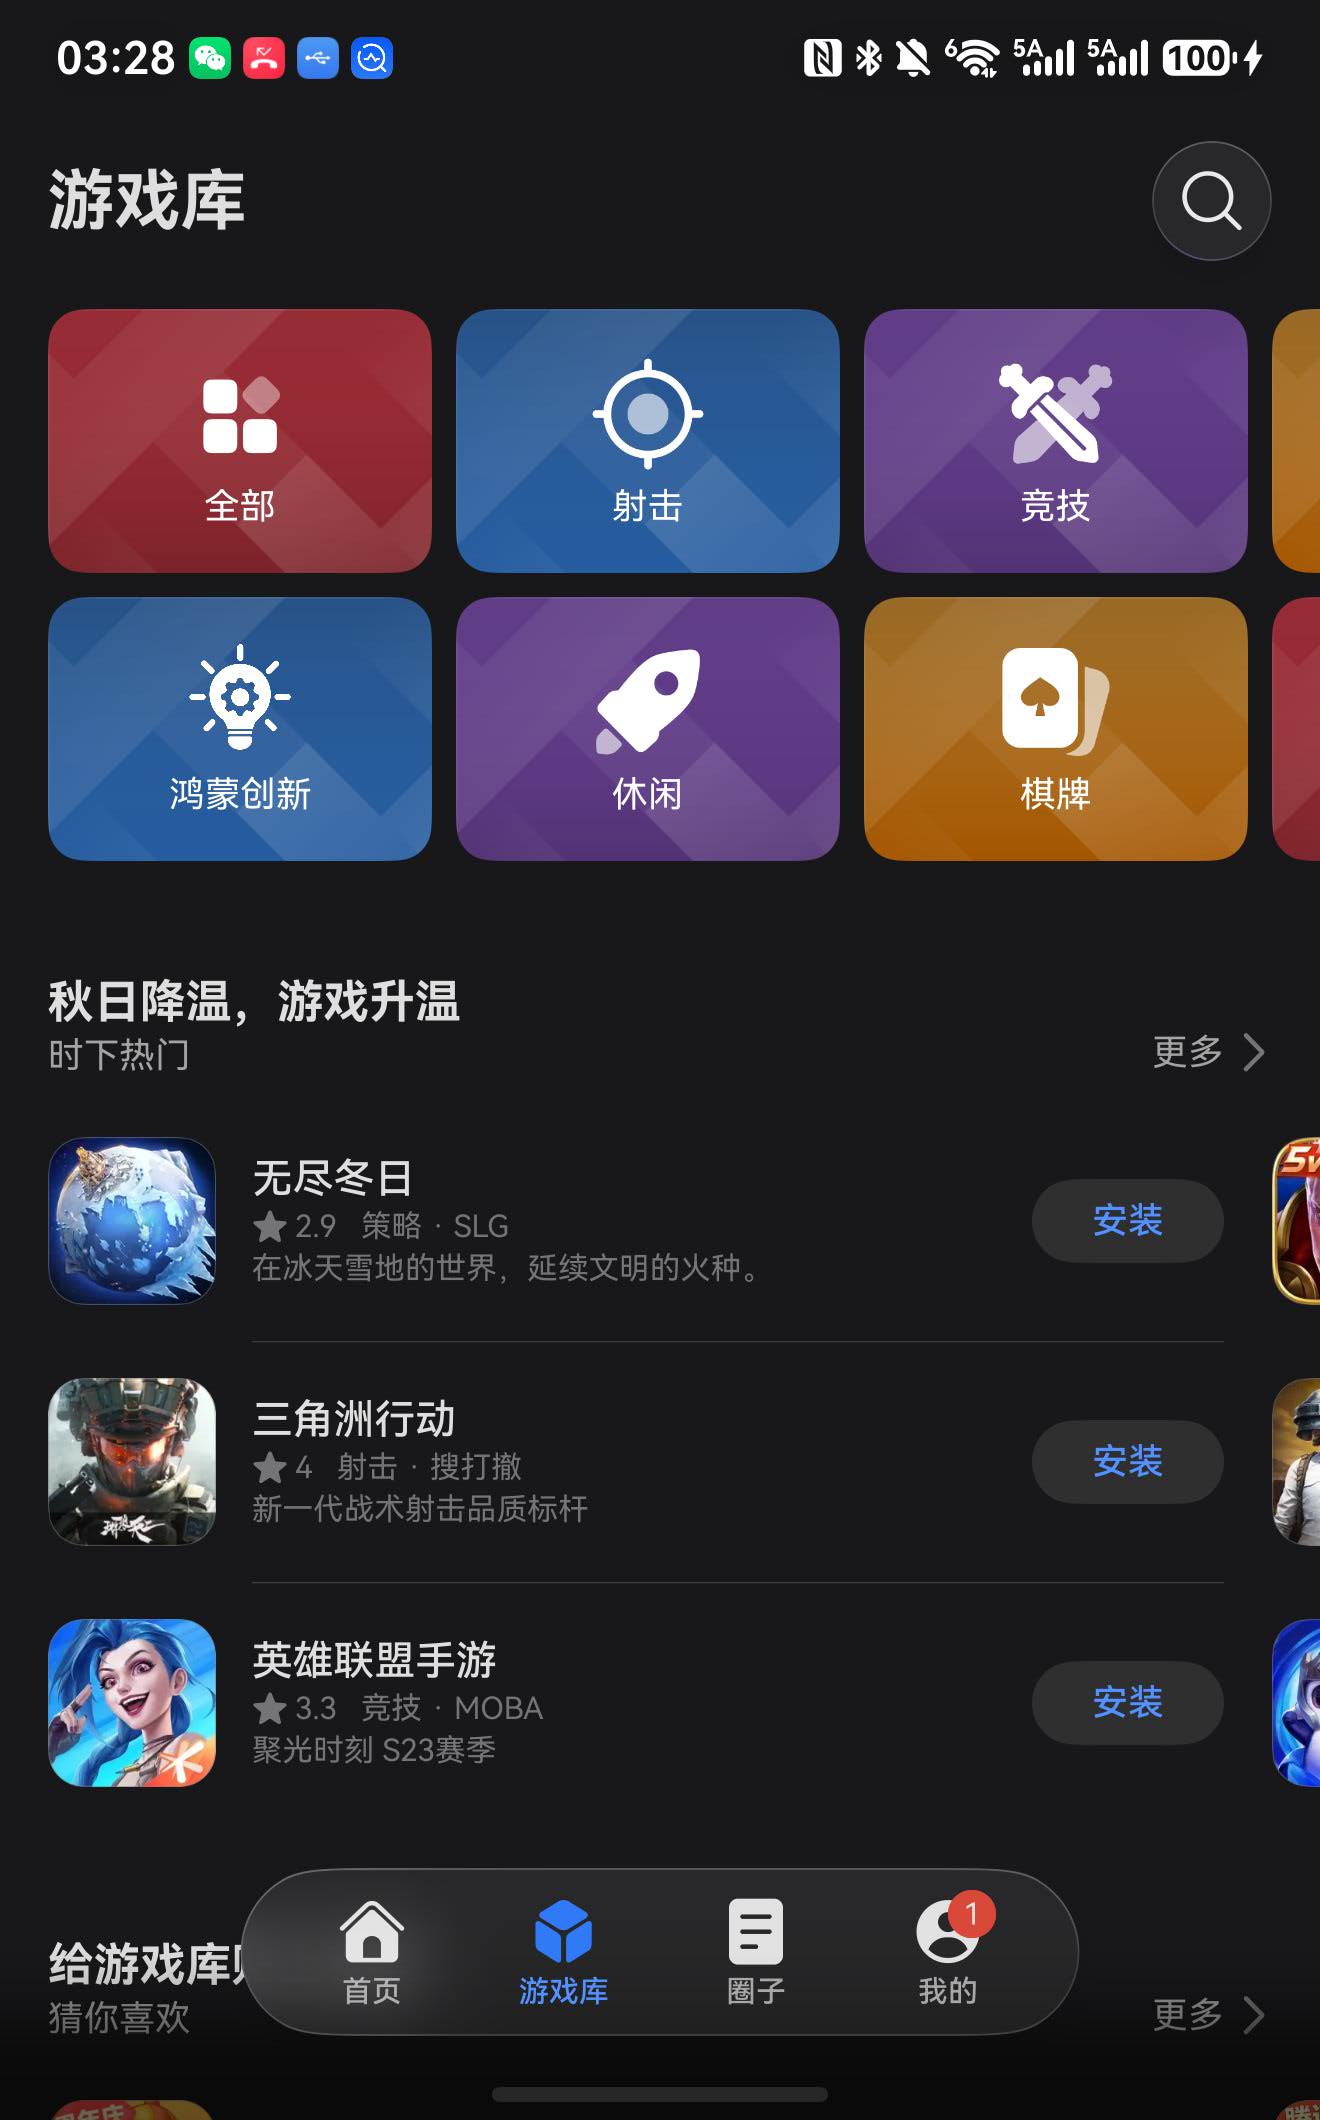 03:28
6 5A 5A 100
游戏库
全部
射击
竞技
鸿蒙创新
休闲
棋牌
秋日降温，游戏升温
时下热门
更多
无尽冬日
2.9 策略 · SLG
在冰天雪地的世界，延续文明的火种。
安装
三角洲行动
4 射击 · 搜打撤
新一代战术射击品质标杆
安装
英雄联盟手游
3.3 竞技 · MOBA
聚光时刻 S23赛季
安装
给游戏库
猜你喜欢
更多
首页
游戏库
圈子
1
我的